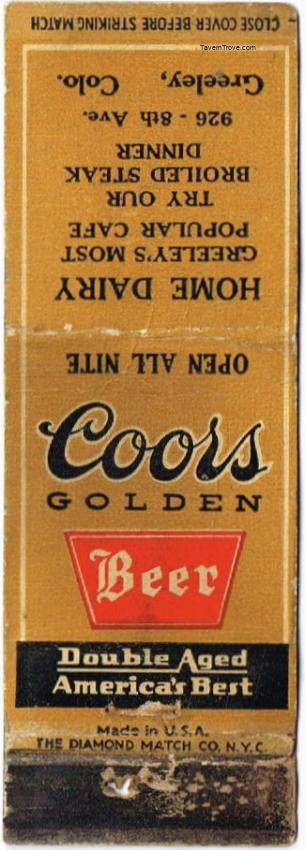 CLOSE COVER BEFORE STRIKING MATCH
TavernTrove.com
OPEN ALL NITE
HOME DAIRY
GREELEY'S MOST
POPULAR CAFE
TRY OUR
BROILED STEAK
DINNER
926 - 8th Ave.
Greeley, Colo.
Coors
GOLDEN
Beer
Double Aged
America's Best
Made in U.S.A.
THE DIAMOND MATCH CO. N.Y.C.